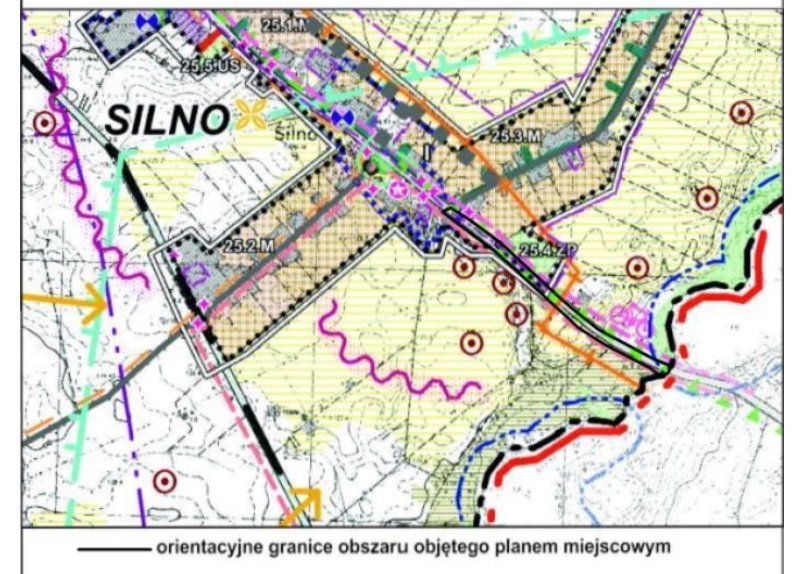 25.1.M
25.5.US
SILNO
Silno
25.3.M
25.2.M
25.4.ZP
orientacyjne granice obszaru objętego planem miejscowym